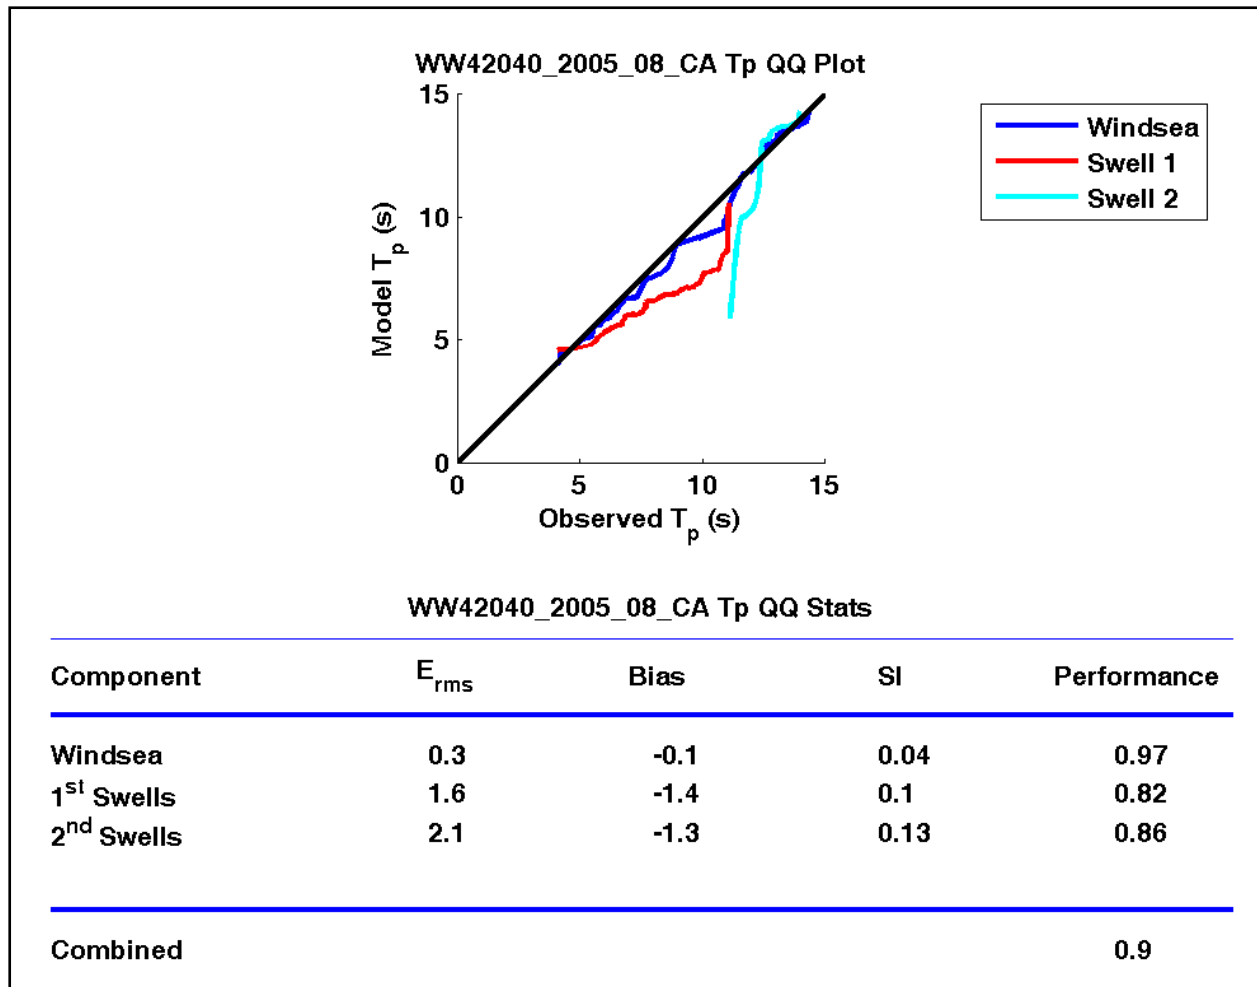 WW42040_2005_08_CA Tp QQ Plot
15
10
5
0
0 5 10 15
Model Tp (s)
Observed Tp (s)
Windsea
Swell 1
Swell 2
WW42040_2005_08_CA Tp QQ Stats
Component Erms Bias SI Performance
Windsea 0.3 -0.1 0.04 0.97
1st Swells 1.6 -1.4 0.1 0.82
2nd Swells 2.1 -1.3 0.13 0.86
Combined 0.9